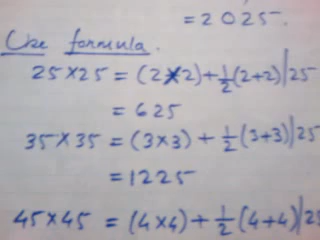 = 2025.
Use formula.
25×25 = (2×2)+½(2+2)|25
= 625
35×35 = (3×3) + ½(3+3)|25
= 1225
45×45 = (4×4)+½(4+4)|25